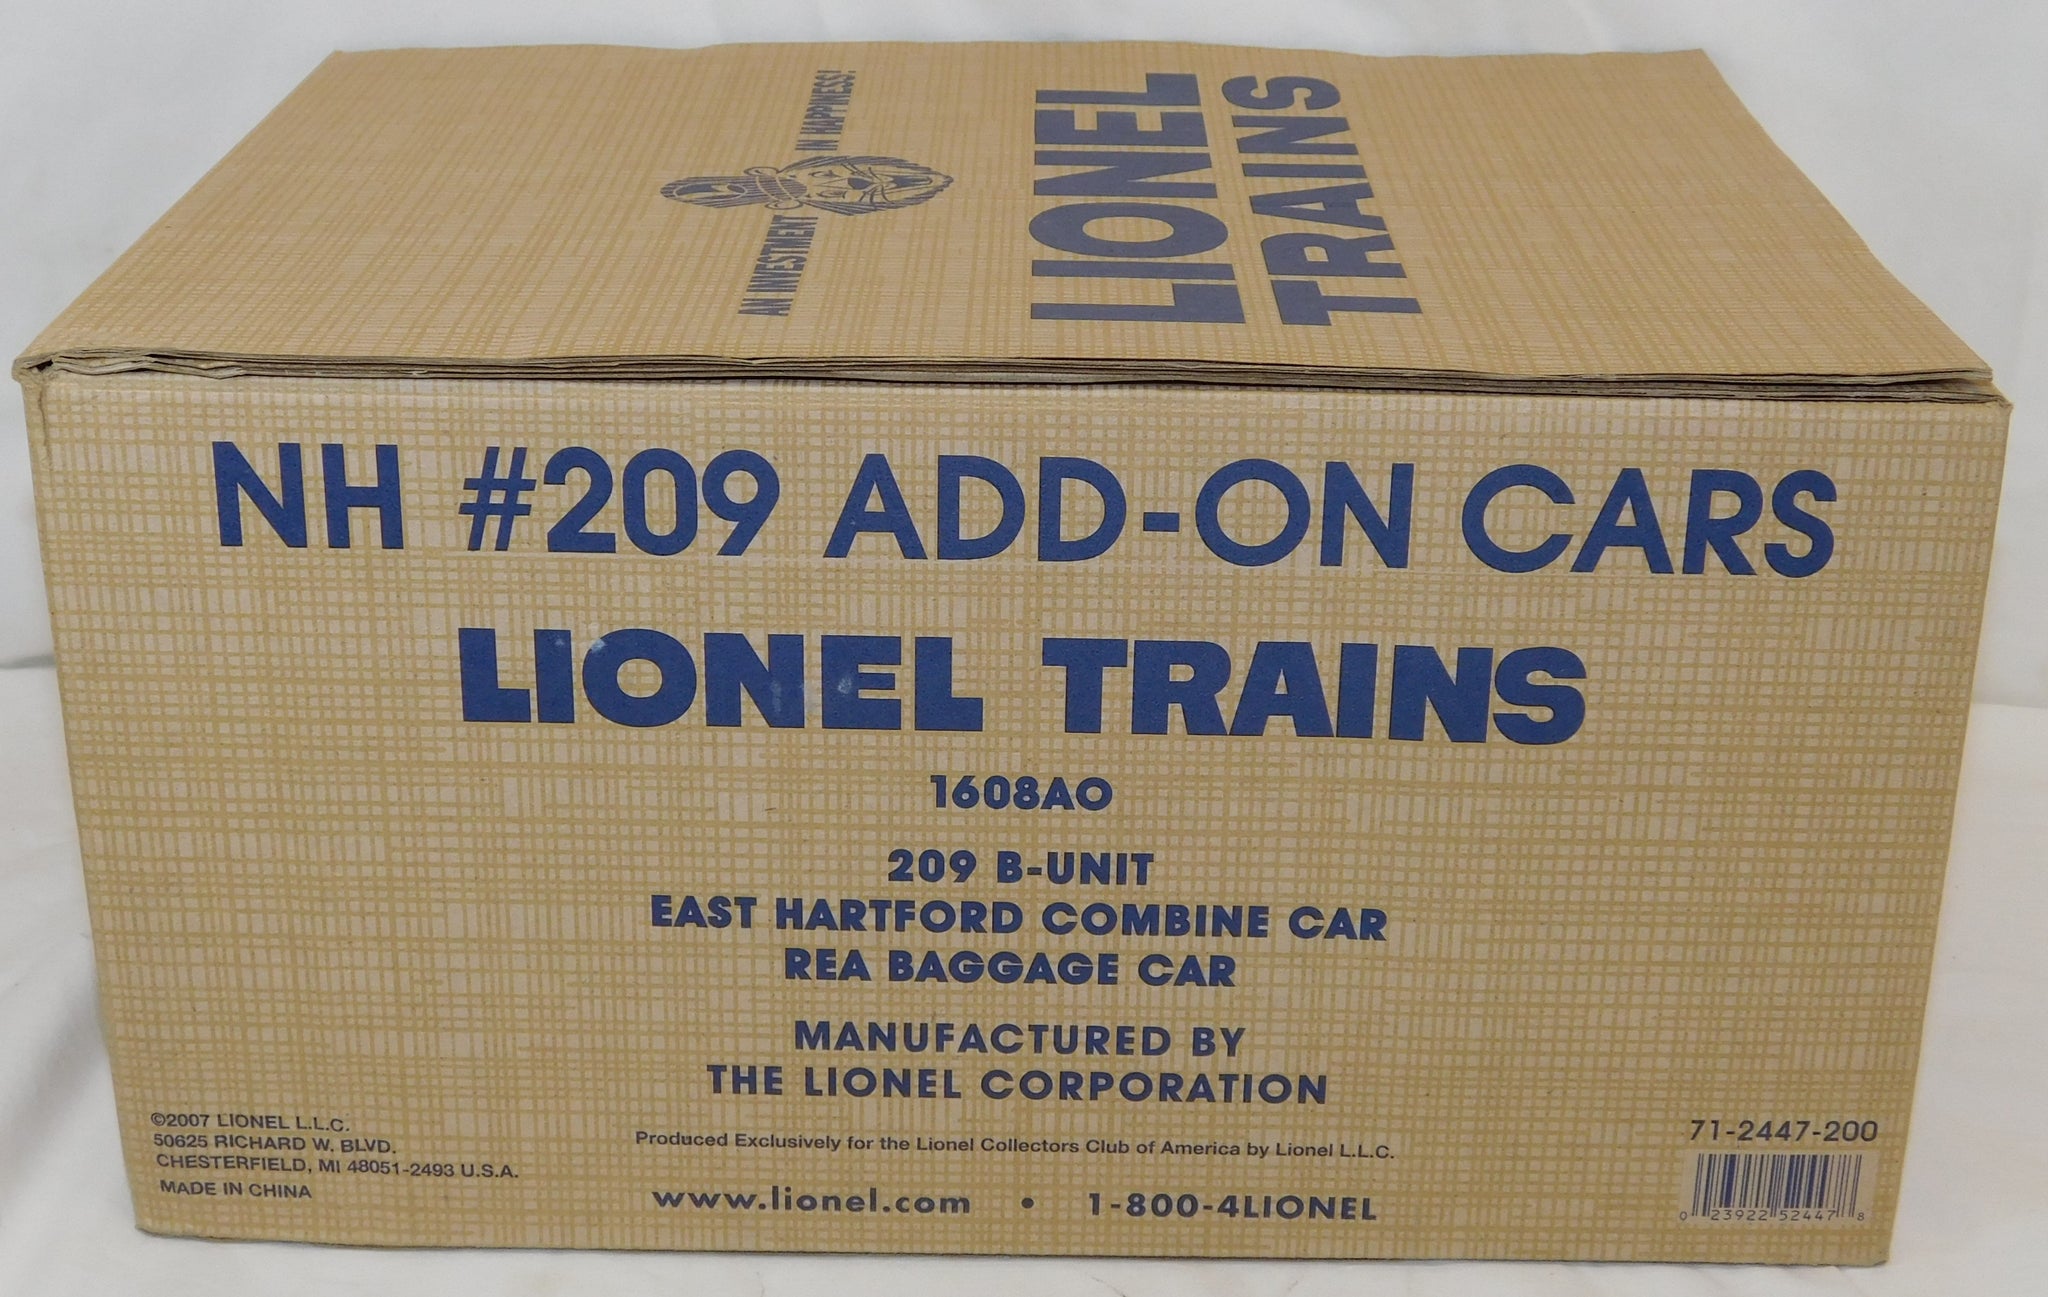 AN INVESTMENT IN HAPPINESS!
LIONEL
TRAINS
NH #209 ADD-ON CARS
LIONEL TRAINS
1608AO
209 B-UNIT
EAST HARTFORD COMBINE CAR
REA BAGGAGE CAR
MANUFACTURED BY
THE LIONEL CORPORATION
©2007 LIONEL L.L.C.
50625 RICHARD W. BLVD.
CHESTERFIELD, MI 48051-2493 U.S.A.
MADE IN CHINA
Produced Exclusively for the Lionel Collectors Club of America by Lionel L.L.C.
www.lionel.com • 1-800-4LIONEL
71-2447-200
0 23922 52447 8